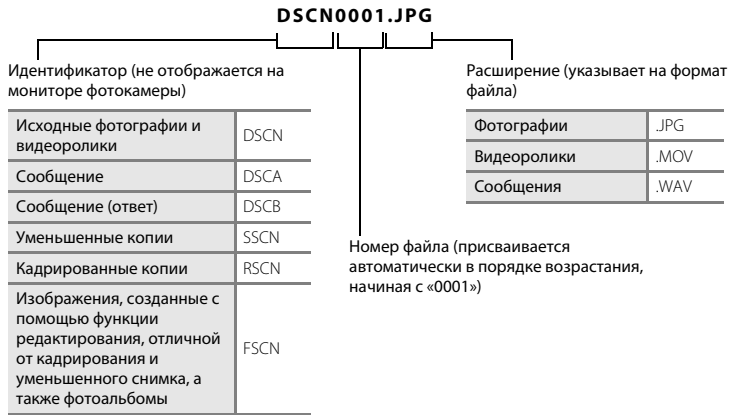 DSCN0001.JPG
Идентификатор (не отображается на
мониторе фотокамеры)
Исходные фотографии и
видеоролики
DSCN
Сообщение
DSCA
Сообщение (ответ)
DSCB
Уменьшенные копии
SSCN
Кадрированные копии
RSCN
Изображения, созданные с
помощью функции
редактирования, отличной
от кадрирования и
уменьшенного снимка, а
также фотоальбомы
FSCN
Расширение (указывает на формат
файла)
Фотографии
.JPG
Видеоролики
.MOV
Сообщения
.WAV
Номер файла (присваивается
автоматически в порядке возрастания,
начиная с «0001»)